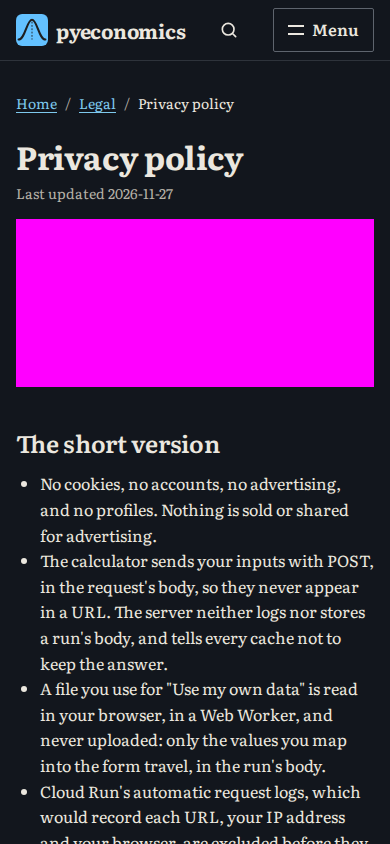 pyeconomics
Menu
Home / Legal / Privacy policy
Privacy policy
Last updated 2026-11-27
The short version
• No cookies, no accounts, no advertising,
and no profiles. Nothing is sold or shared
for advertising.
• The calculator sends your inputs with POST,
in the request's body, so they never appear
in a URL. The server neither logs nor stores
a run's body, and tells every cache not to
keep the answer.
• A file you use for "Use my own data" is read
in your browser, in a Web Worker, and
never uploaded: only the values you map
into the form travel, in the run's body.
• Cloud Run's automatic request logs, which
would record each URL, your IP address
and your browser, are excluded before they